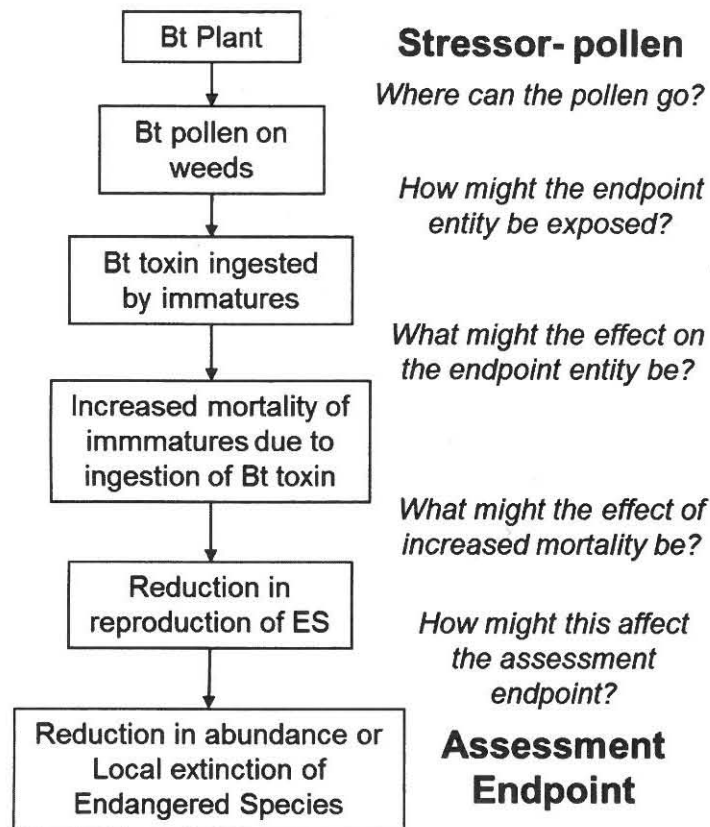 Bt Plant
Stressor- pollen
Where can the pollen go?
Bt pollen on
weeds
How might the endpoint
entity be exposed?
Bt toxin ingested
by immatures
What might the effect on
the endpoint entity be?
Increased mortality of
immmatures due to
ingestion of Bt toxin
What might the effect of
increased mortality be?
Reduction in
reproduction of ES
How might this affect
the assessment
endpoint?
Reduction in abundance or
Local extinction of
Endangered Species
Assessment
Endpoint